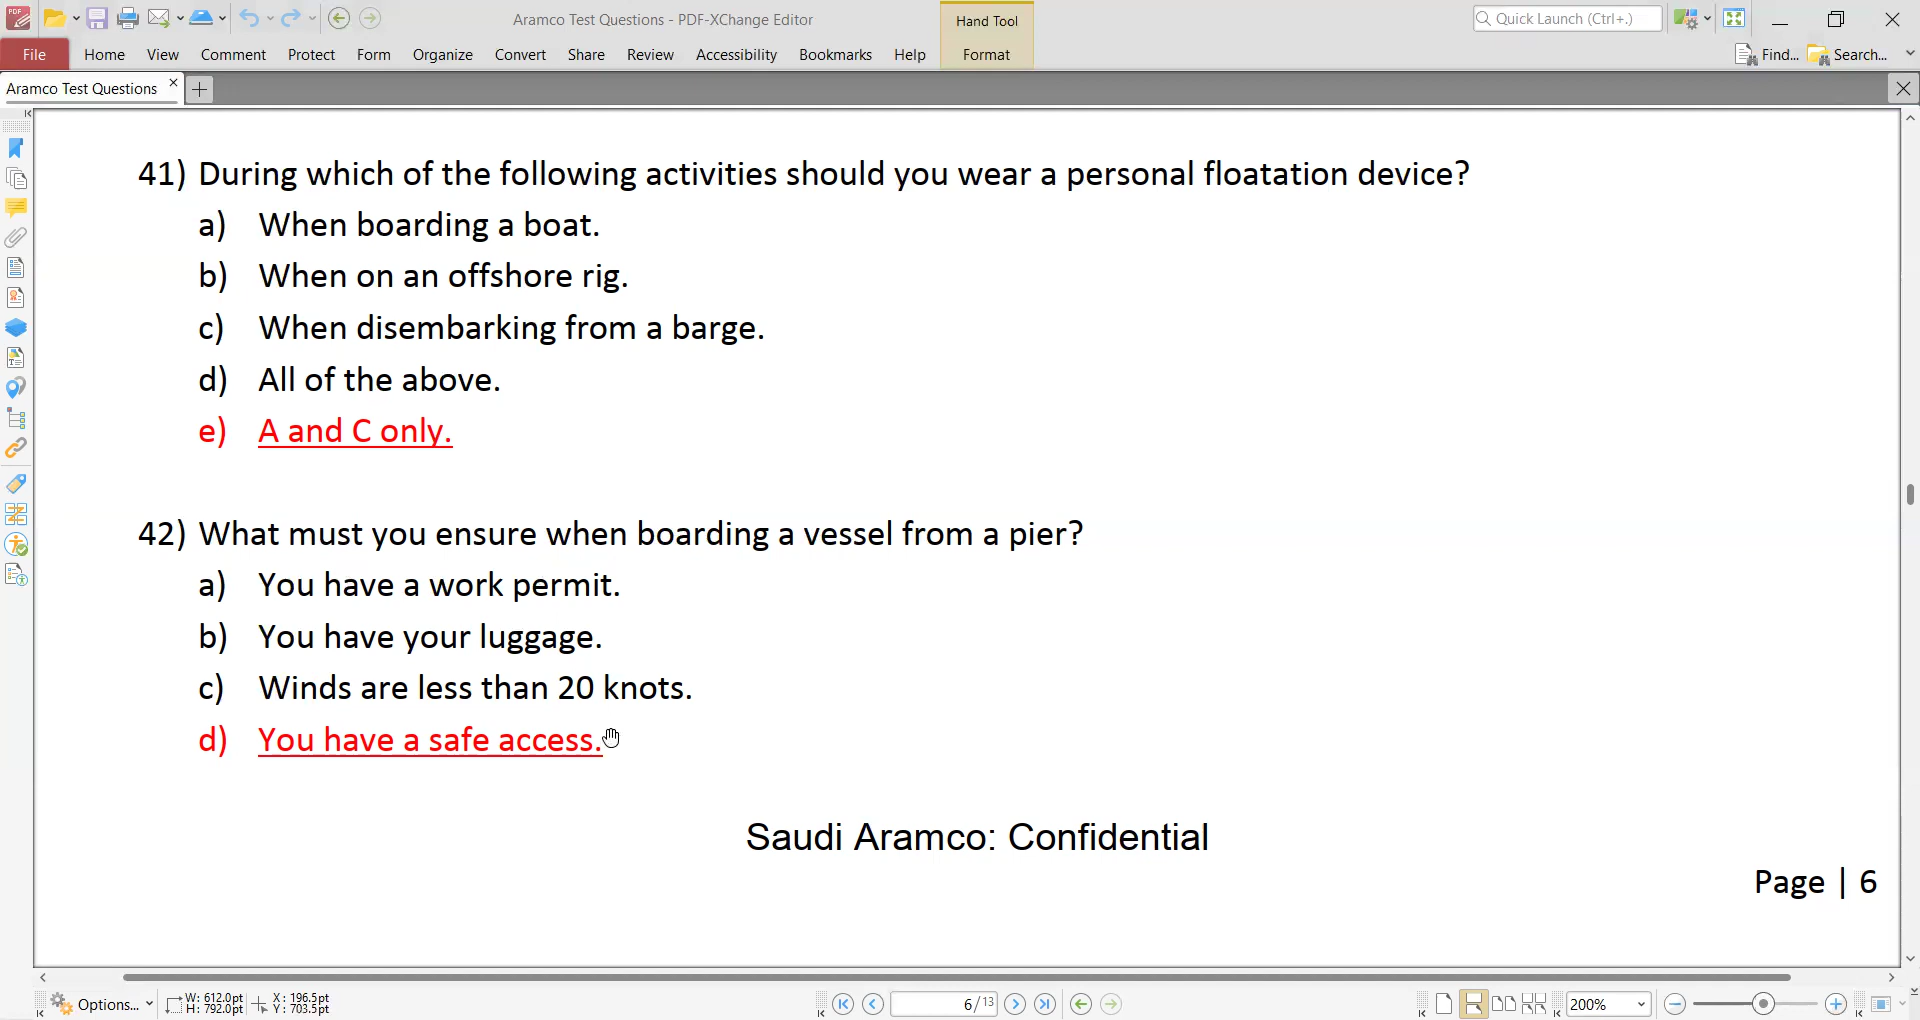 Aramco Test Questions - PDF-XChange Editor
Hand Tool
Quick Launch (Ctrl+.)
File Home View Comment Protect Form Organize Convert Share Review Accessibility Bookmarks Help Format
Find... Search...
Aramco Test Questions
41) During which of the following activities should you wear a personal floatation device?
a) When boarding a boat.
b) When on an offshore rig.
c) When disembarking from a barge.
d) All of the above.
e) A and C only.
42) What must you ensure when boarding a vessel from a pier?
a) You have a work permit.
b) You have your luggage.
c) Winds are less than 20 knots.
d) You have a safe access.
Saudi Aramco: Confidential
Page | 6
Options... W: 612.0pt X: 196.5pt
H: 792.0pt Y: 703.5pt
6/13
200%